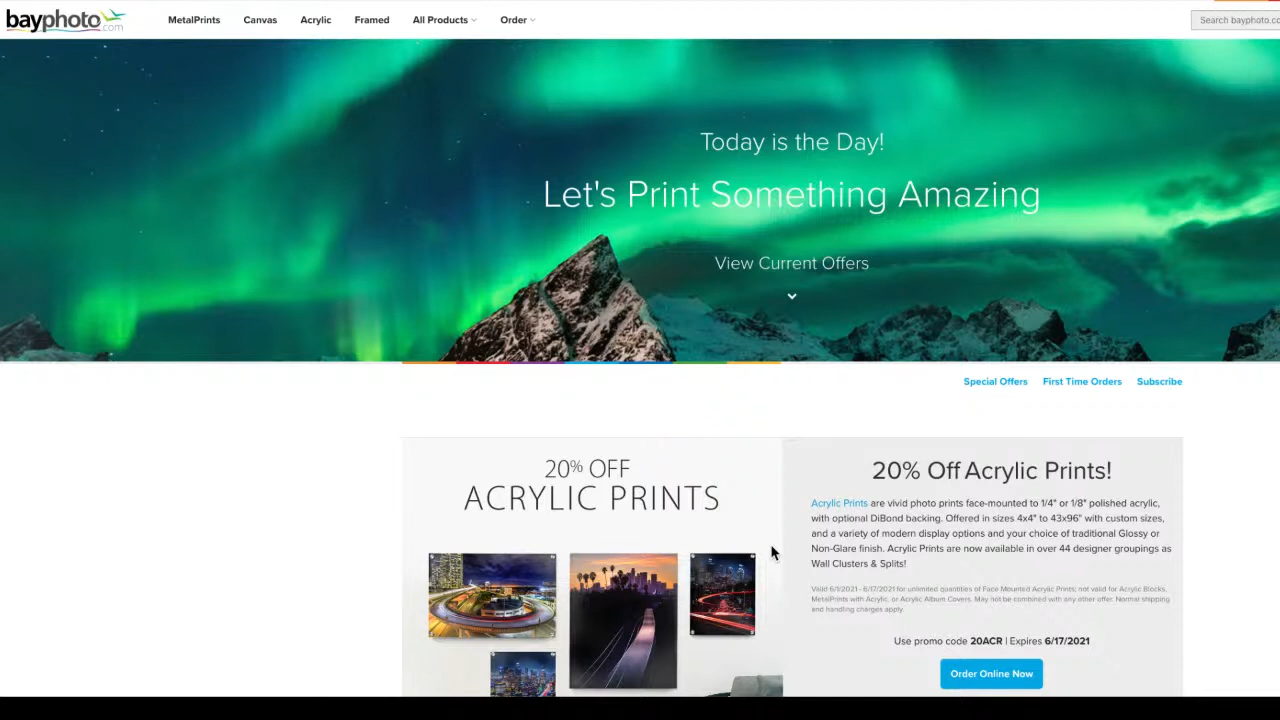 bayphoto
.com
MetalPrints
Canvas
Acrylic
Framed
All Products
Order
Search bayphoto.co
Today is the Day!
Let's Print Something Amazing
View Current Offers
Special Offers
First Time Orders
Subscribe
20% OFF
ACRYLIC PRINTS
20% Off Acrylic Prints!
Acrylic Prints are vivid photo prints face-mounted to 1/4" or 1/8" polished acrylic,
with optional DiBond backing. Offered in sizes 4x4" to 43x96" with custom sizes,
and a variety of modern display options and your choice of traditional Glossy or
Non-Glare finish. Acrylic Prints are now available in over 44 designer groupings as
Wall Clusters & Splits!
Valid 6/1/2021 - 6/17/2021 for unlimited quantities of Face Mounted Acrylic Prints; not valid for Acrylic Blocks,
MetalPrints with Acrylic, or Acrylic Album Covers. May not be combined with any other offer. Normal shipping
and handling charges apply.
Use promo code 20ACR | Expires 6/17/2021
Order Online Now